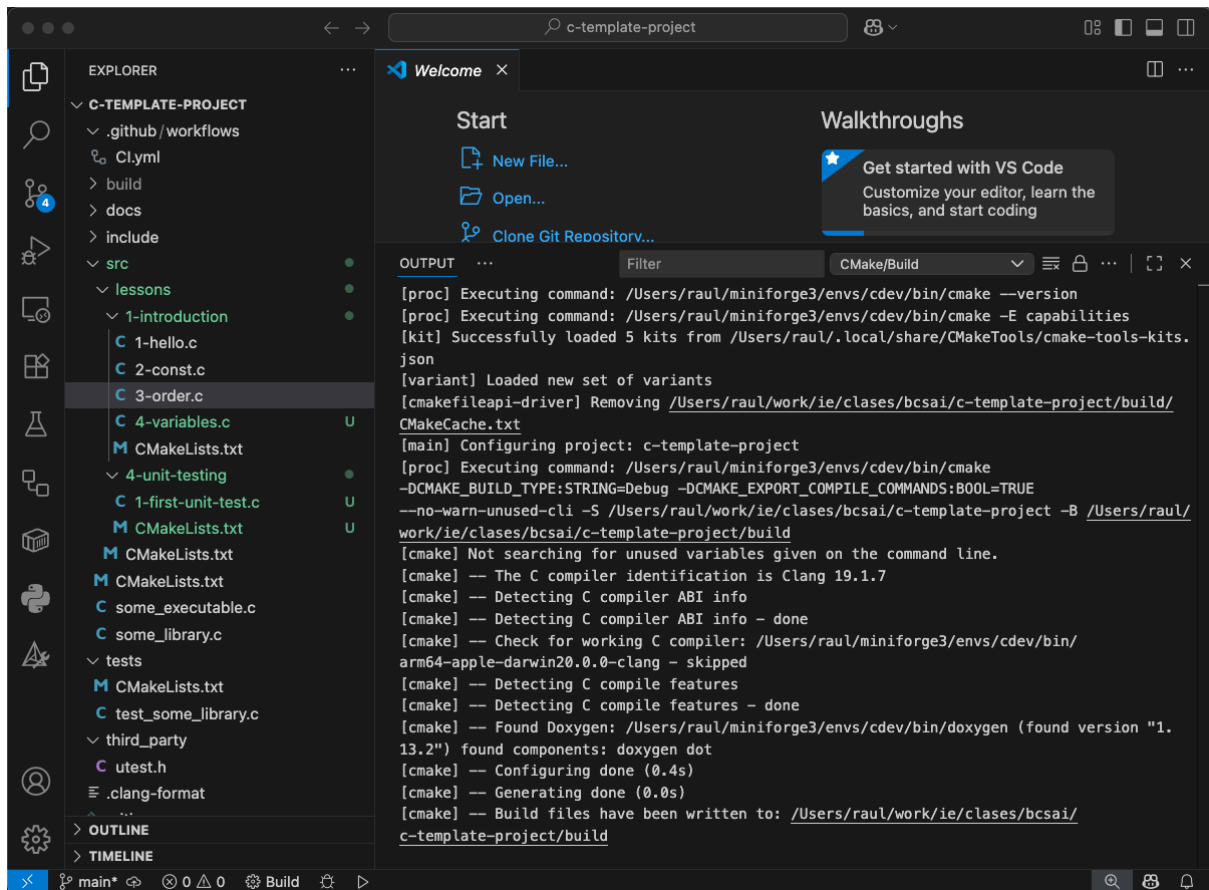 c-template-project
EXPLORER
C-TEMPLATE-PROJECT
.github/workflows
CI.yml
build
docs
include
src
lessons
1-introduction
C 1-hello.c
C 2-const.c
C 3-order.c
C 4-variables.c U
M CMakeLists.txt
4-unit-testing
C 1-first-unit-test.c U
M CMakeLists.txt U
M CMakeLists.txt
M CMakeLists.txt
C some_executable.c
C some_library.c
tests
M CMakeLists.txt
C test_some_library.c
third_party
C utest.h
.clang-format
OUTLINE
TIMELINE
4
Welcome
Start
New File...
Open...
Clone Git Repository...
Walkthroughs
Get started with VS Code
Customize your editor, learn the
basics, and start coding
OUTPUT ... Filter CMake/Build
[proc] Executing command: /Users/raul/miniforge3/envs/cdev/bin/cmake --version
[proc] Executing command: /Users/raul/miniforge3/envs/cdev/bin/cmake -E capabilities
[kit] Successfully loaded 5 kits from /Users/raul/.local/share/CMakeTools/cmake-tools-kits.
json
[variant] Loaded new set of variants
[cmakefileapi-driver] Removing /Users/raul/work/ie/clases/bcsai/c-template-project/build/
CMakeCache.txt
[main] Configuring project: c-template-project
[proc] Executing command: /Users/raul/miniforge3/envs/cdev/bin/cmake
-DCMAKE_BUILD_TYPE:STRING=Debug -DCMAKE_EXPORT_COMPILE_COMMANDS:BOOL=TRUE
--no-warn-unused-cli -S /Users/raul/work/ie/clases/bcsai/c-template-project -B /Users/raul/
work/ie/clases/bcsai/c-template-project/build
[cmake] Not searching for unused variables given on the command line.
[cmake] -- The C compiler identification is Clang 19.1.7
[cmake] -- Detecting C compiler ABI info
[cmake] -- Detecting C compiler ABI info - done
[cmake] -- Check for working C compiler: /Users/raul/miniforge3/envs/cdev/bin/
arm64-apple-darwin20.0.0-clang - skipped
[cmake] -- Detecting C compile features
[cmake] -- Detecting C compile features - done
[cmake] -- Found Doxygen: /Users/raul/miniforge3/envs/cdev/bin/doxygen (found version "1.
13.2") found components: doxygen dot
[cmake] -- Configuring done (0.4s)
[cmake] -- Generating done (0.0s)
[cmake] -- Build files have been written to: /Users/raul/work/ie/clases/bcsai/
c-template-project/build
main* 0 0 Build